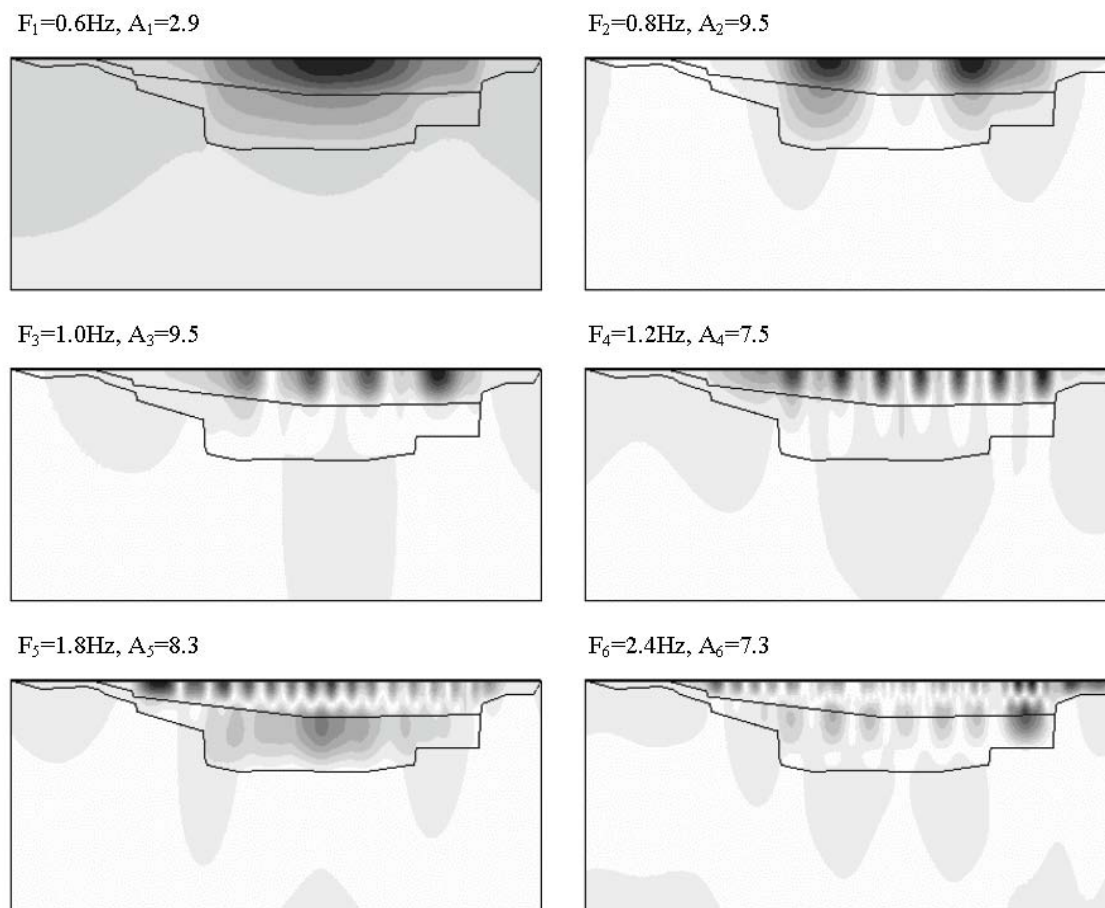 F₁=0.6Hz, A₁=2.9
F₂=0.8Hz, A₂=9.5
F₃=1.0Hz, A₃=9.5
F₄=1.2Hz, A₄=7.5
F₅=1.8Hz, A₅=8.3
F₆=2.4Hz, A₆=7.3